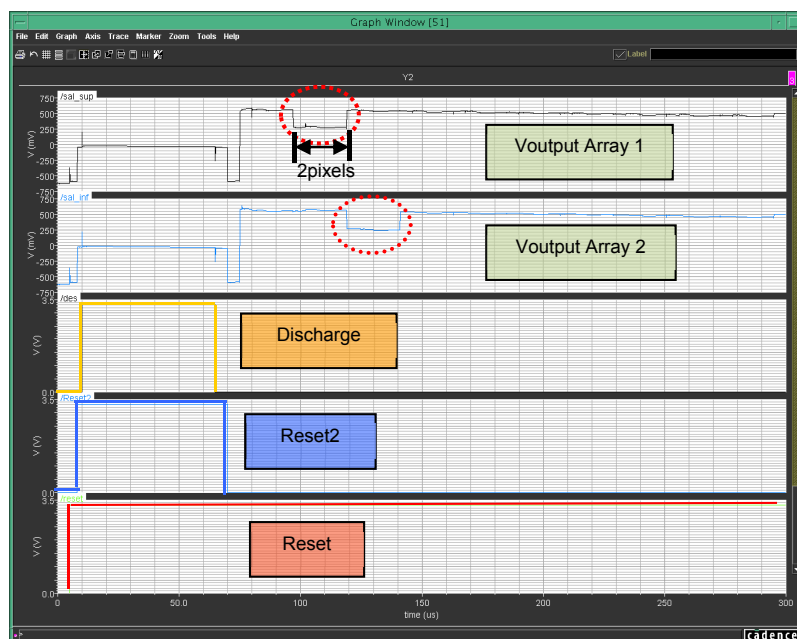 Graph Window [51]
File Edit Graph Axis Trace Marker Zoom Tools Help
Label
Y2
/sal_sup
750
500
250
0
-250
-500
-750
V (mV)
2pixels
Voutput Array 1
/sal_inf
750
500
250
0
-250
-500
-750
V (mV)
Voutput Array 2
/des
3.5
0.0
V (V)
Discharge
/Reset2
3.5
0.0
V (V)
Reset2
/reset
3.5
0.0
V (V)
Reset
0 50.0 100 150 200 250 300
time (us)
cādence